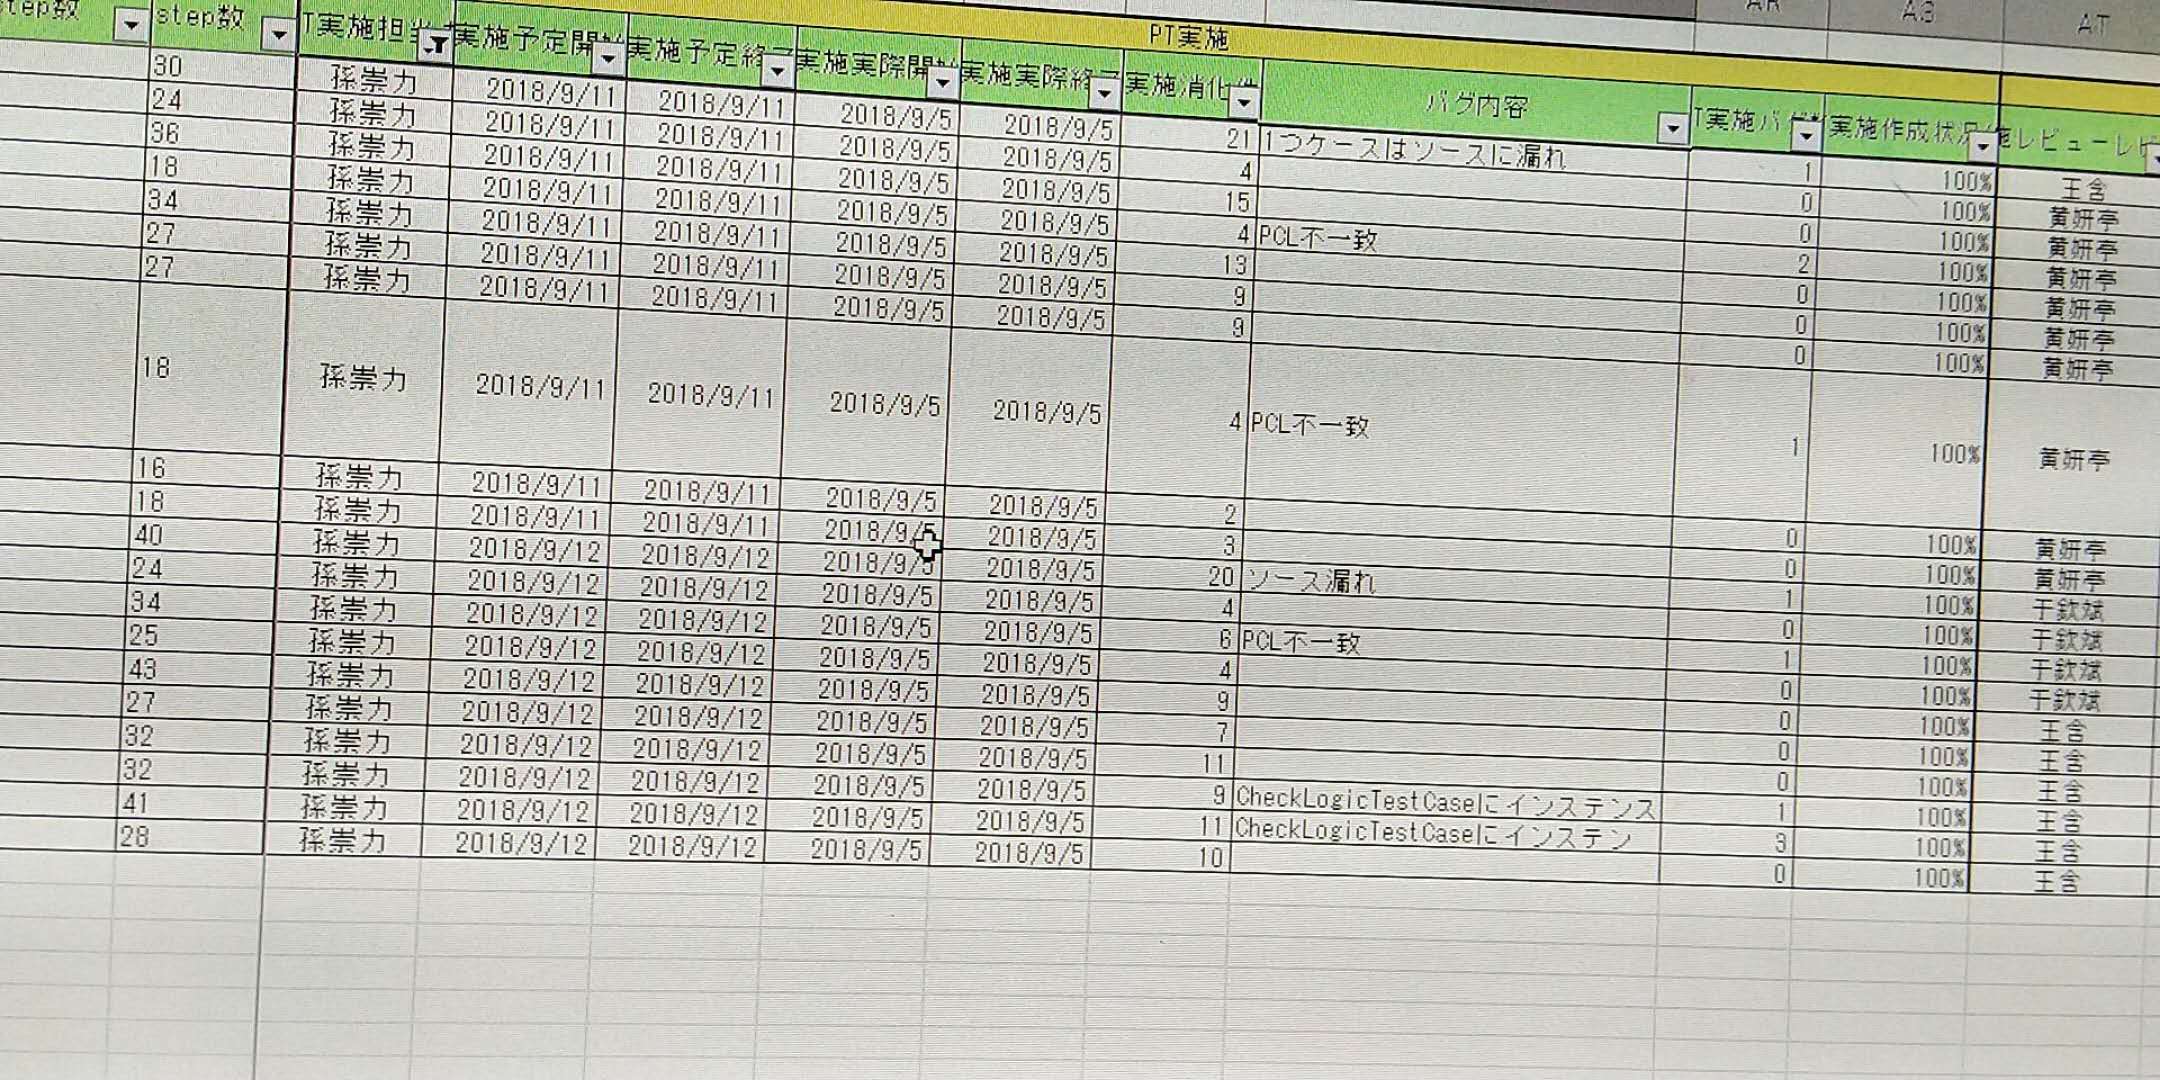 AR AS AT
PT実施
step数 step数 T実施担当 実施予定開 実施予定終 実施実際開 実施実際終 実施消化 バグ内容 T実施バグ 実施作成状況 施レビューレビ
30 孫崇力 2018/9/11 2018/9/11 2018/9/5 2018/9/5 21 1つケースはソースに漏れ 1 100% 王含
24 孫崇力 2018/9/11 2018/9/11 2018/9/5 2018/9/5 4 0 100% 黄妍亭
36 孫崇力 2018/9/11 2018/9/11 2018/9/5 2018/9/5 15 0 100% 黄妍亭
18 孫崇力 2018/9/11 2018/9/11 2018/9/5 2018/9/5 4 PCL不一致 2 100% 黄妍亭
34 孫崇力 2018/9/11 2018/9/11 2018/9/5 2018/9/5 13 0 100% 黄妍亭
27 孫崇力 2018/9/11 2018/9/11 2018/9/5 2018/9/5 9 0 100% 黄妍亭
27 孫崇力 2018/9/11 2018/9/11 2018/9/5 2018/9/5 9 0 100% 黄妍亭
18 孫崇力 2018/9/11 2018/9/11 2018/9/5 2018/9/5 4 PCL不一致 1 100% 黄妍亭
16 孫崇力 2018/9/11 2018/9/11 2018/9/5 2018/9/5 2 0 100% 黄妍亭
18 孫崇力 2018/9/11 2018/9/11 2018/9/5 2018/9/5 3 0 100% 黄妍亭
40 孫崇力 2018/9/12 2018/9/12 2018/9/5 2018/9/5 20 ソース漏れ 1 100% 于欽斌
24 孫崇力 2018/9/12 2018/9/12 2018/9/5 2018/9/5 4 0 100% 于欽斌
34 孫崇力 2018/9/12 2018/9/12 2018/9/5 2018/9/5 6 PCL不一致 1 100% 于欽斌
25 孫崇力 2018/9/12 2018/9/12 2018/9/5 2018/9/5 4 0 100% 于欽斌
43 孫崇力 2018/9/12 2018/9/12 2018/9/5 2018/9/5 9 0 100% 王含
27 孫崇力 2018/9/12 2018/9/12 2018/9/5 2018/9/5 7 0 100% 王含
32 孫崇力 2018/9/12 2018/9/12 2018/9/5 2018/9/5 11 0 100% 王含
32 孫崇力 2018/9/12 2018/9/12 2018/9/5 2018/9/5 9 CheckLogicTestCaseにインステンス 1 100% 王含
41 孫崇力 2018/9/12 2018/9/12 2018/9/5 2018/9/5 11 CheckLogicTestCaseにインステン 3 100% 王含
28 孫崇力 2018/9/12 2018/9/12 2018/9/5 2018/9/5 10 0 100% 王含